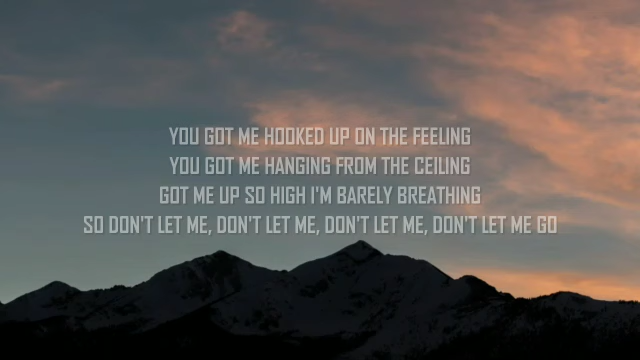 YOU GOT ME HOOKED UP ON THE FEELING
YOU GOT ME HANGING FROM THE CEILING
GOT ME UP SO HIGH I'M BARELY BREATHING
SO DON'T LET ME, DON'T LET ME, DON'T LET ME, DON'T LET ME GO